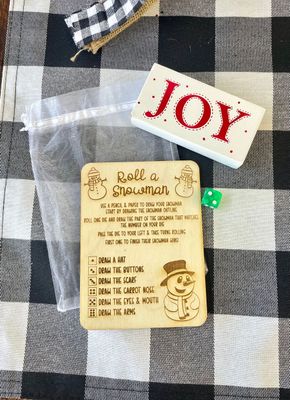 JOY
Roll a
Snowman
USE A PENCIL & PAPER TO DRAW YOUR SNOWMAN
START BY DRAWING THE SNOWMAN OUTLINE
ROLL ONE DIE AND DRAW THE PART OF THE SNOWMAN THAT MATCHES
THE NUMBER ON YOUR DIE
PASS THE DIE TO YOUR LEFT & THIS TURNS ROLLING
FIRST ONE TO FINISH THEIR SNOWMAN WINS!
DRAW A HAT
DRAW THE BUTTONS
DRAW THE SCARF
DRAW THE CARROT NOSE
DRAW THE EYES & MOUTH
DRAW THE ARMS